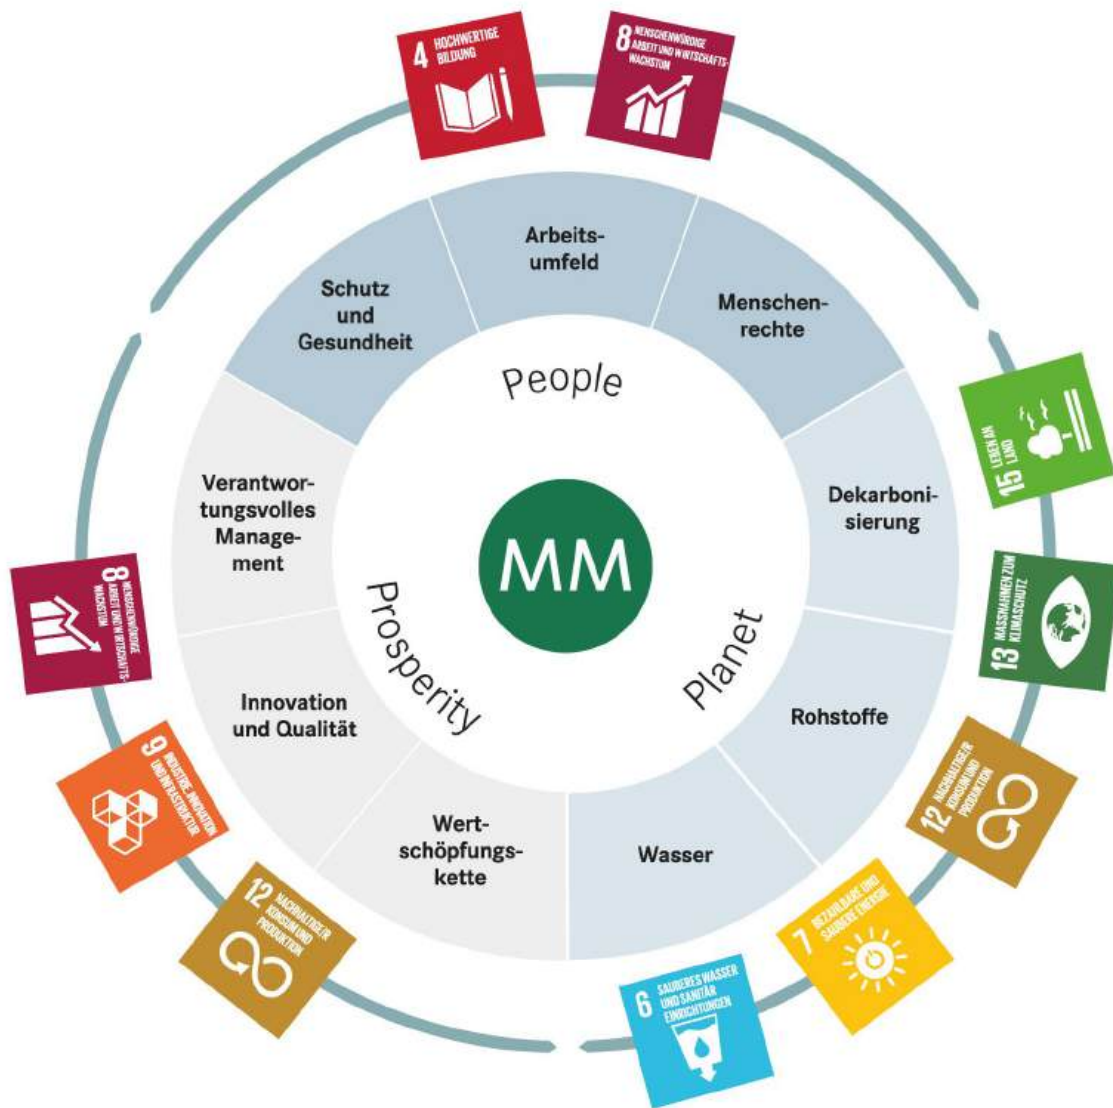 4 HOCHWERTIGE
BILDUNG
8 MENSCHENWÜRDIGE
ARBEIT UND WIRTSCHAFTS-
WACHSTUM
Arbeits-
umfeld
Schutz
und
Gesundheit
Menschen-
rechte
People
Verantwor-
tungsvolles
Manage-
ment
Dekarboni-
sierung
15 LEBEN AN
LAND
MM
13 MASSNAHMEN ZUM
KLIMASCHUTZ
8 MENSCHENWÜRDIGE
ARBEIT UND WIRTSCHAFTS-
WACHSTUM
Prosperity
Planet
Innovation
und Qualität
Rohstoffe
9 INDUSTRIE, INNOVATION
UND INFRASTRUKTUR
12 NACHHALTIGE/R
KONSUM UND
PRODUKTION
Wert-
schöpfungs-
kette
Wasser
12 NACHHALTIGE/R
KONSUM UND
PRODUKTION
7 BEZAHLBARE UND
SAUBERE ENERGIE
6 SAUBERES WASSER
UND SANITÄR
EINRICHTUNGEN